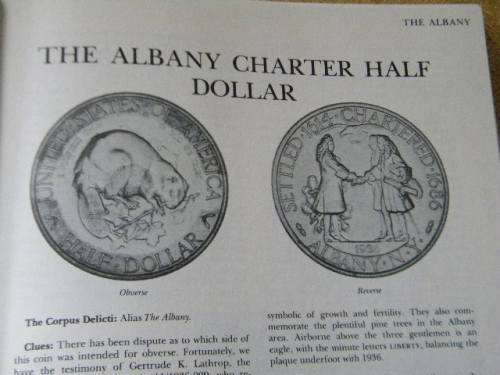 THE ALBANY
THE ALBANY CHARTER HALF
DOLLAR
UNITED STATES OF AMERICA
HALF · DOLLAR
SETTLED · 1614 · CHARTERED · 1686
ALBANY · N · Y ·
Obverse
Reverse
The Corpus Delicti: Alias The Albany.
Clues: There has been dispute as to which side of
this coin was intended for obverse. Fortunately, we
have the testimony of Gertrude K. Lathrop, the
symbolic of growth and fertility. They also com-
memorate the plentiful pine trees in the Albany
area. Airborne above the three gentlemen is an
eagle, with the minute letters LIBERTY, balancing the
plaque underfoot with 1936.